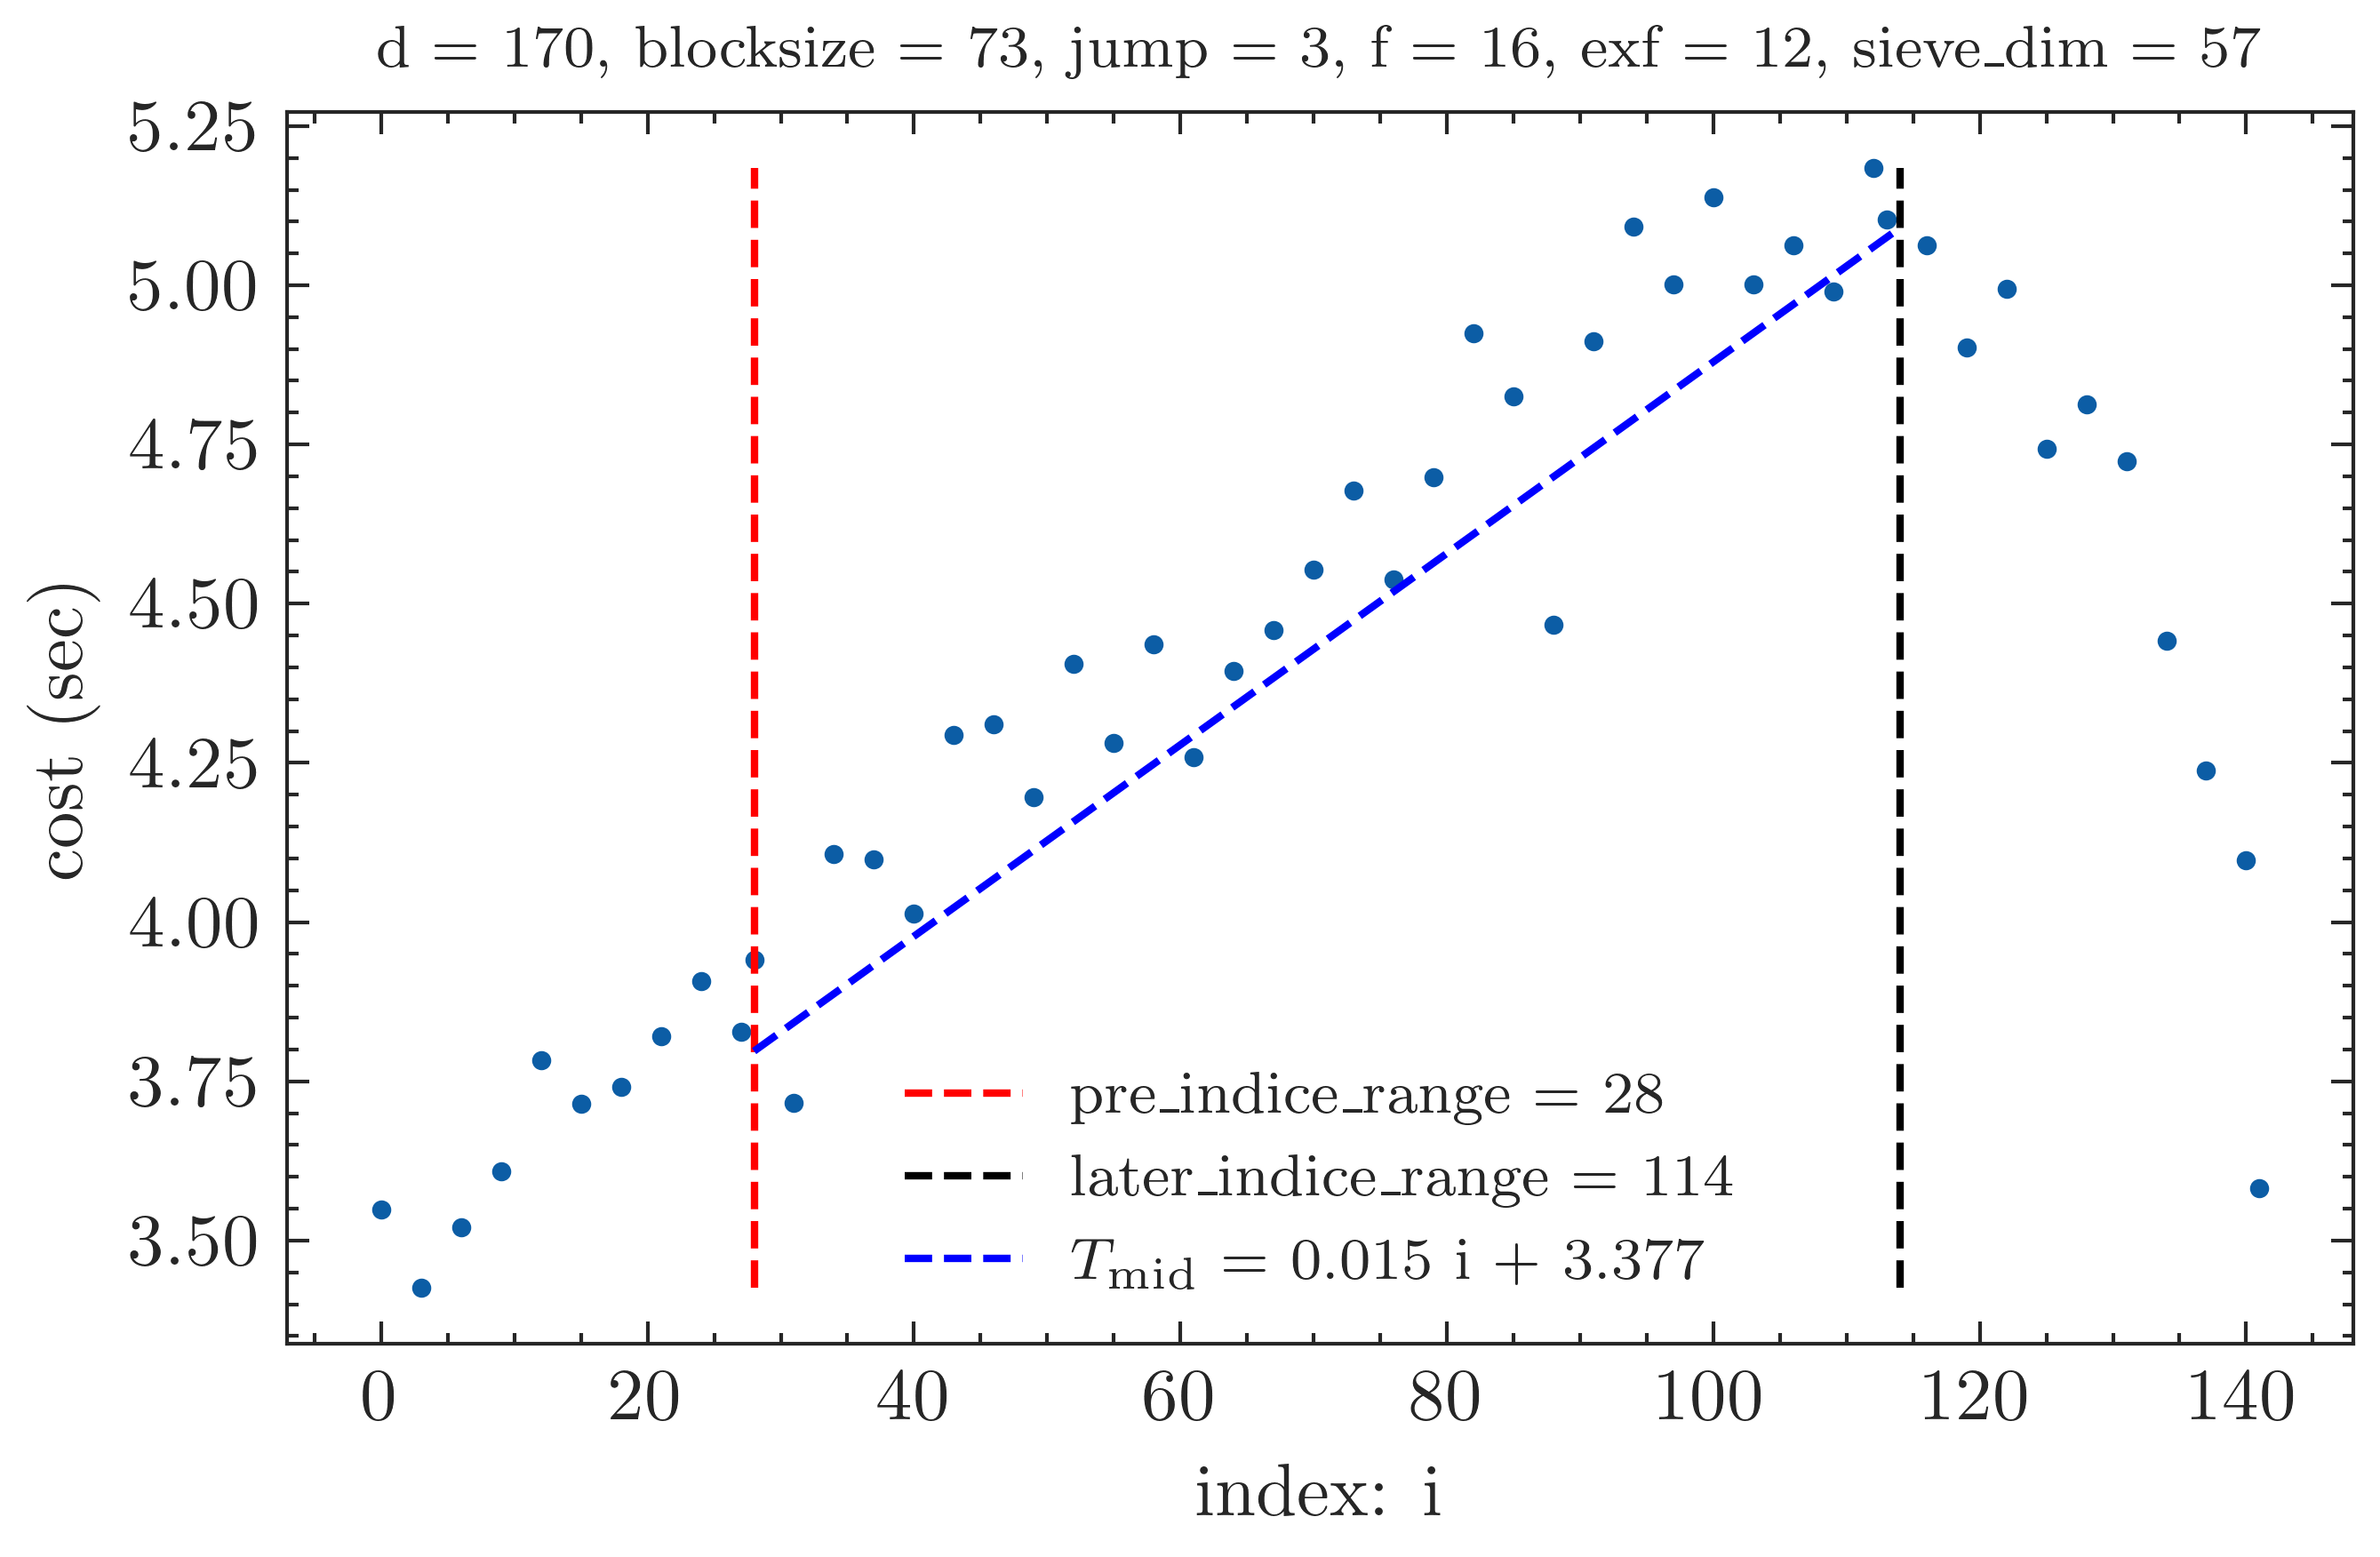 d = 170, blocksize = 73, jump = 3, f = 16, exf = 12, sieve_dim = 57
5.25
5.00
4.75
4.50
4.25
4.00
3.75
3.50
cost (sec)
pre_indice_range = 28
later_indice_range = 114
T_mid = 0.015 i + 3.377
0 20 40 60 80 100 120 140
index: i